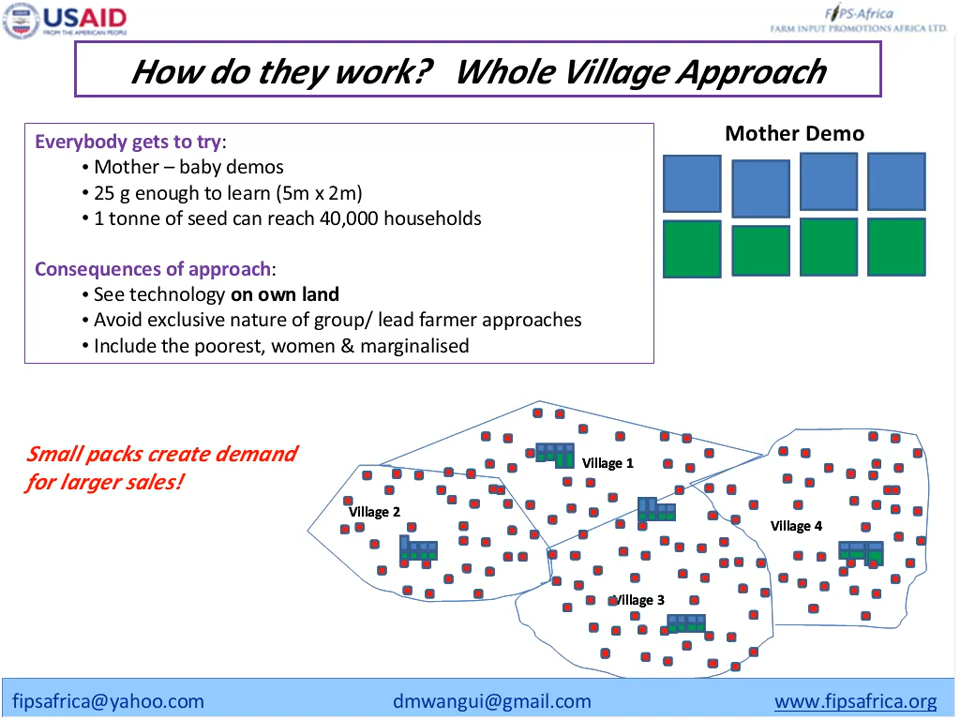 USAID
FROM THE AMERICAN PEOPLE
FIPS-Africa
FARM INPUT PROMOTIONS AFRICA LTD.
How do they work? Whole Village Approach
Everybody gets to try:
• Mother – baby demos
• 25 g enough to learn (5m x 2m)
• 1 tonne of seed can reach 40,000 households
Consequences of approach:
• See technology on own land
• Avoid exclusive nature of group/ lead farmer approaches
• Include the poorest, women & marginalised
Mother Demo
Small packs create demand
for larger sales!
Village 1
Village 2
Village 4
Village 3
fipsafrica@yahoo.com
dmwangui@gmail.com
www.fipsafrica.org